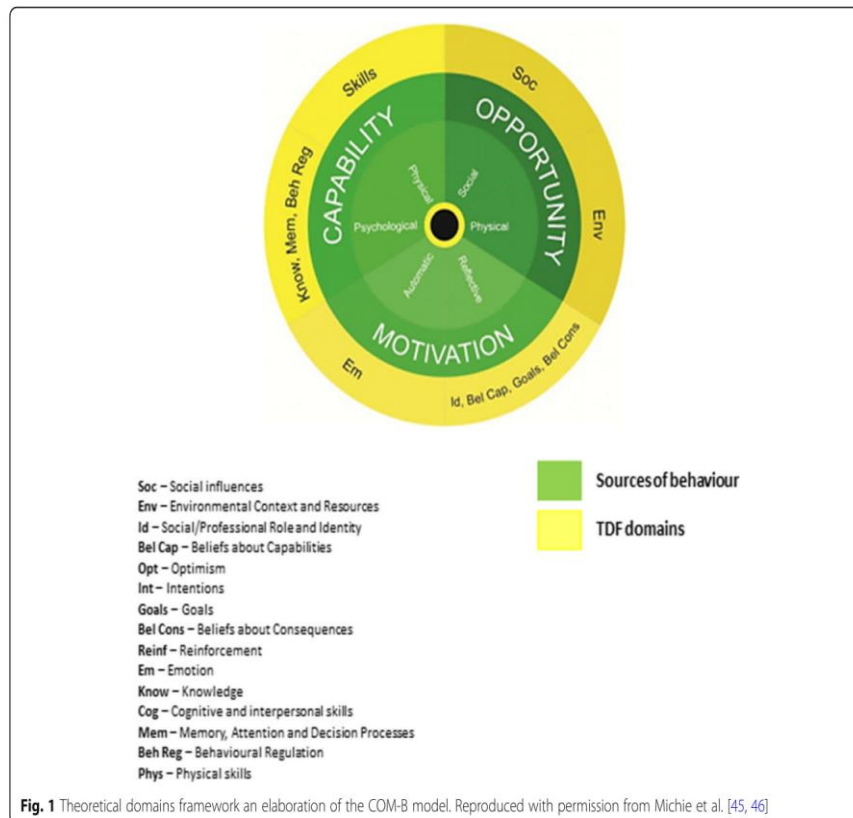 Skills
Soc
CAPABILITY
OPPORTUNITY
Know, Mem, Beh Reg
Physical
Social
Env
Psychological
Physical
Automatic
Reflective
MOTIVATION
Em
Id, Bel Cap, Goals, Bel Cons
Soc – Social influences
Env – Environmental Context and Resources
Id – Social/Professional Role and Identity
Bel Cap – Beliefs about Capabilities
Opt – Optimism
Int – Intentions
Goals – Goals
Bel Cons – Beliefs about Consequences
Reinf – Reinforcement
Em – Emotion
Know – Knowledge
Cog – Cognitive and interpersonal skills
Mem – Memory, Attention and Decision Processes
Beh Reg – Behavioural Regulation
Phys – Physical skills
Sources of behaviour
TDF domains
Fig. 1 Theoretical domains framework an elaboration of the COM-B model. Reproduced with permission from Michie et al. [45, 46]